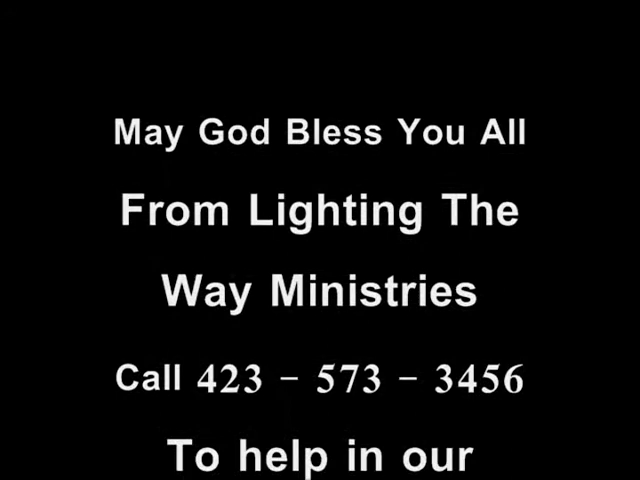 May God Bless You All
From Lighting The
Way Ministries
Call 423 - 573 - 3456
To help in our